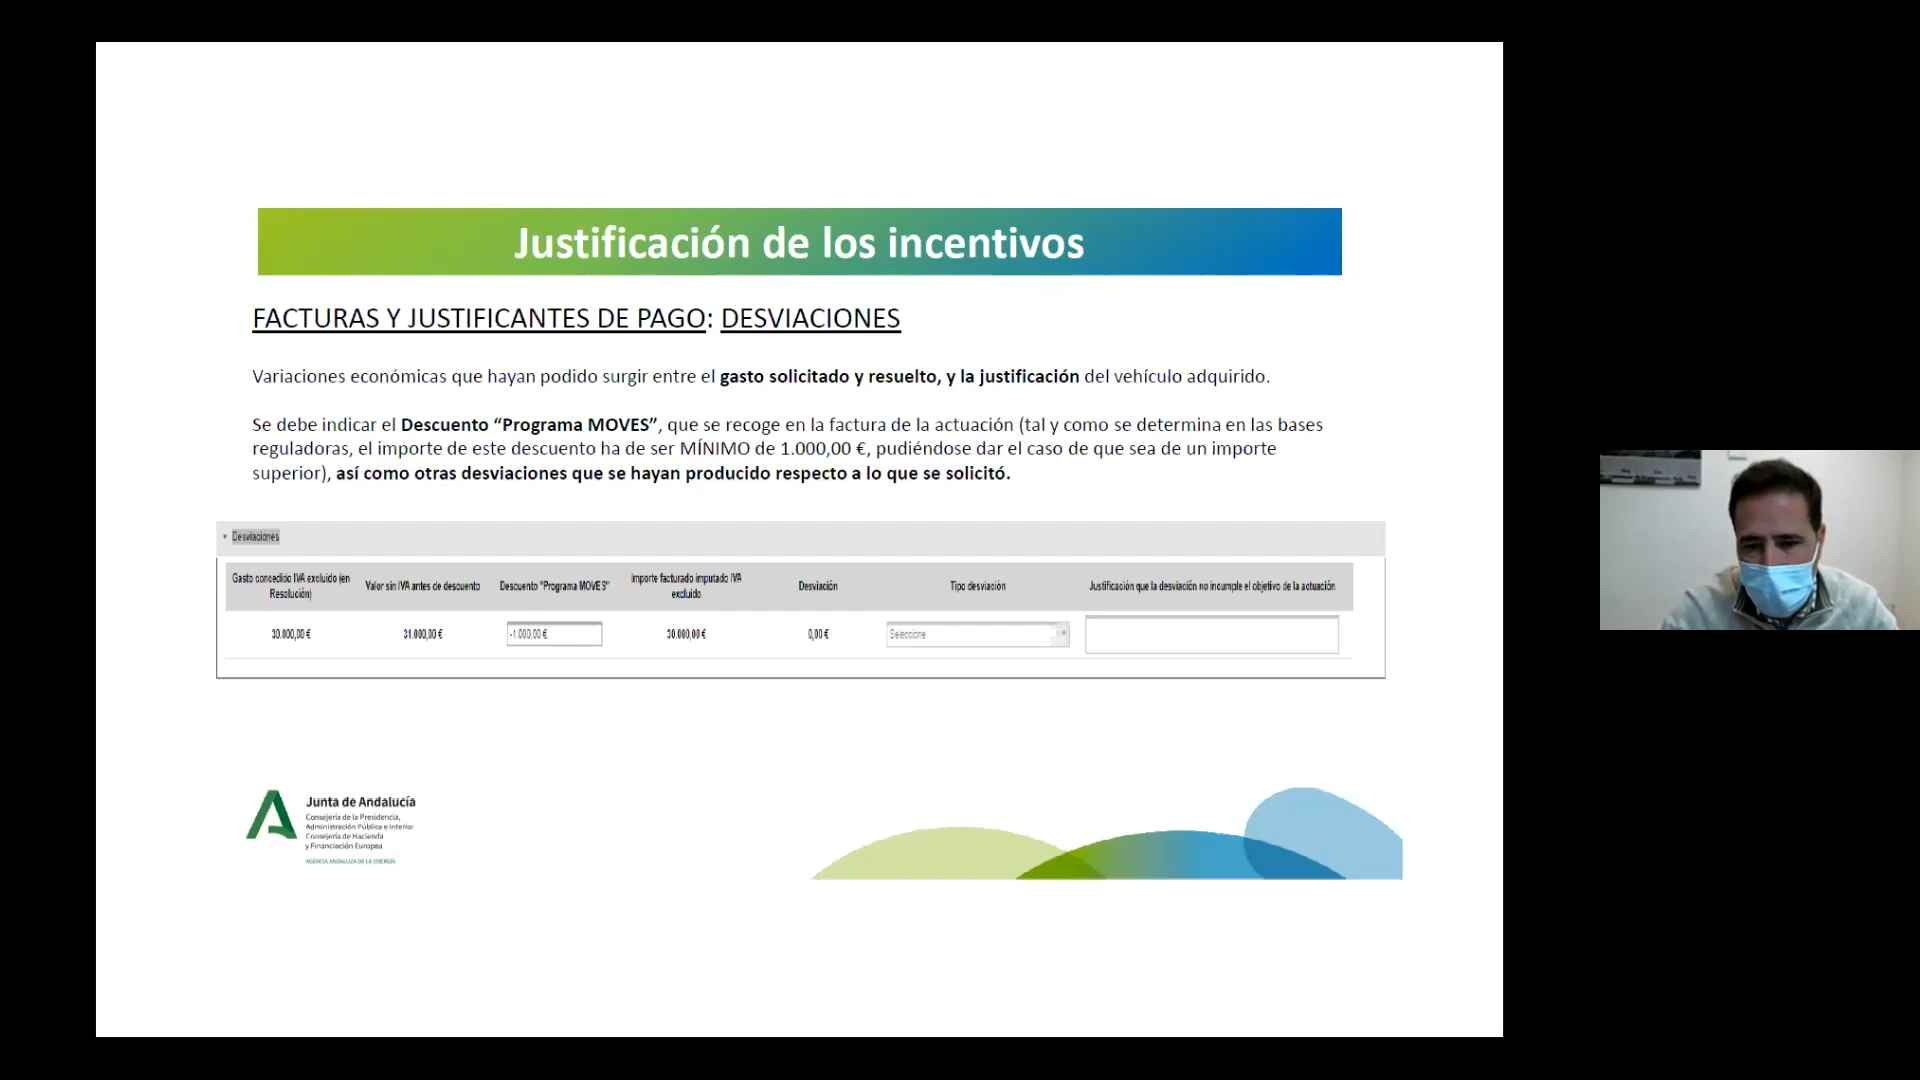 Justificación de los incentivos
FACTURAS Y JUSTIFICANTES DE PAGO: DESVIACIONES
Variaciones económicas que hayan podido surgir entre el gasto solicitado y resuelto, y la justificación del vehículo adquirido.
Se debe indicar el Descuento “Programa MOVES”, que se recoge en la factura de la actuación (tal y como se determina en las bases
reguladoras, el importe de este descuento ha de ser MÍNIMO de 1.000,00 €, pudiéndose dar el caso de que sea de un importe
superior), así como otras desviaciones que se hayan producido respecto a lo que se solicitó.
Desviaciones
Gasto concedido IVA excluido (en Resolución) Valor sin IVA antes de descuento Descuento "Programa MOVES" Importe facturado imputado IVA excluido Desviación Tipo desviación Justificación que la desviación no incumple el objetivo de la actuación
30.000,00 € 31.000,00 € -1.000,00 € 30.000,00 € 0,00 € Seleccione
Junta de Andalucía
Consejería de la Presidencia,
Administración Pública e Interior
Consejería de Hacienda
y Financiación Europea
AGENCIA ANDALUZA DE LA ENERGÍA